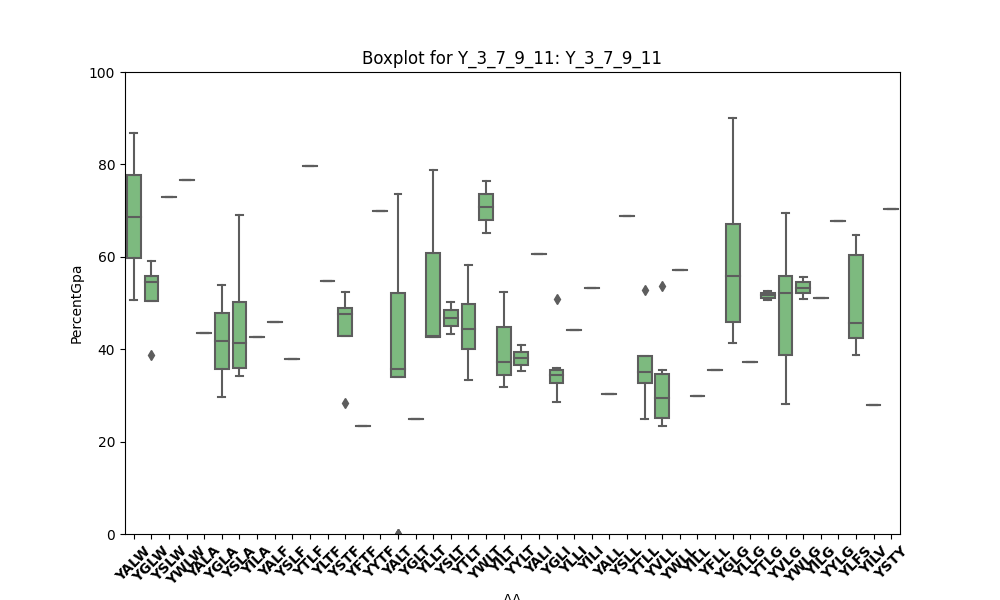 Boxplot for Y_3_7_9_11: Y_3_7_9_11
PercentGpa
100
80
60
40
20
0
YALW
YGLW
YSLW
YWLW
YALA
YGLA
YSLA
YILA
YALF
YSLF
YTLF
YLTF
YSTF
YFTF
YYTF
YALT
YGLT
YLLT
YSLT
YTLT
YWLT
YILT
YYLT
YALI
YGLI
YLLI
YILI
YALL
YSLL
YTLL
YVLL
YWLL
YILL
YFLL
YGLG
YLLG
YTLG
YVLG
YWLG
YILG
YYLG
YLFS
YILV
YSTY